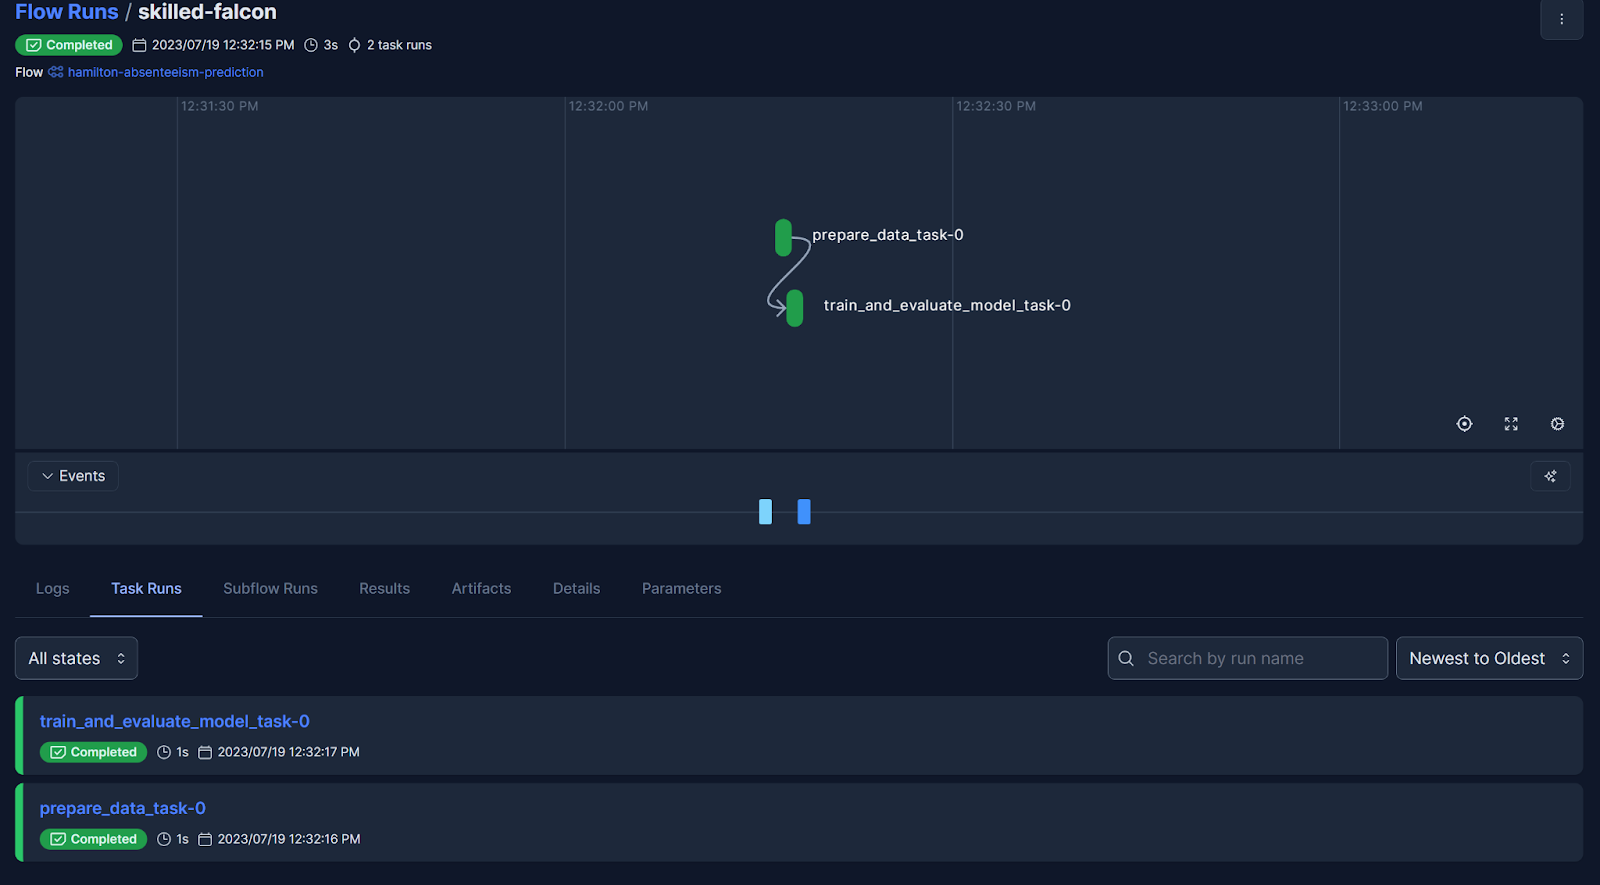 Flow Runs / skilled-falcon
Completed 2023/07/19 12:32:15 PM 3s 2 task runs
Flow hamilton-absenteeism-prediction
12:31:30 PM 12:32:00 PM 12:32:30 PM 12:33:00 PM
prepare_data_task-0
train_and_evaluate_model_task-0
Events
Logs Task Runs Subflow Runs Results Artifacts Details Parameters
All states Search by run name Newest to Oldest
train_and_evaluate_model_task-0
Completed 1s 2023/07/19 12:32:17 PM
prepare_data_task-0
Completed 1s 2023/07/19 12:32:16 PM